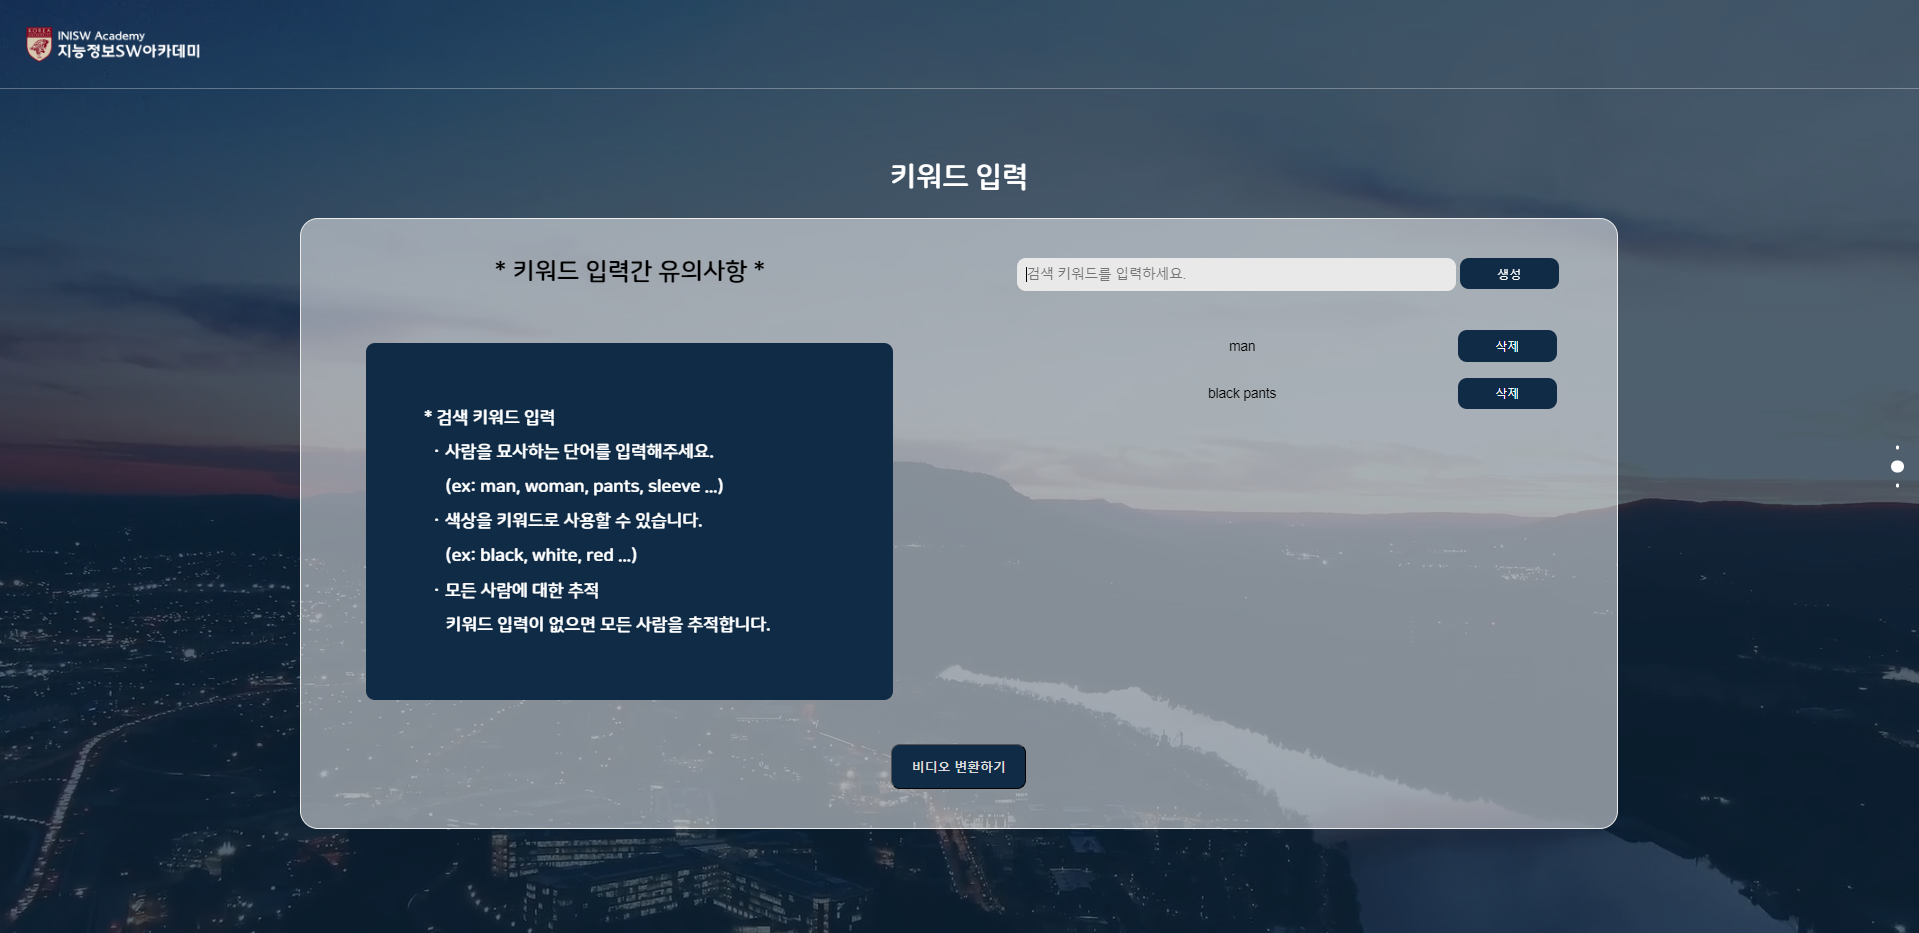 KOREA
INISW Academy
지능정보SW아카데미
키워드 입력
* 키워드 입력간 유의사항 *
* 검색 키워드 입력
· 사람을 묘사하는 단어를 입력해주세요.
(ex: man, woman, pants, sleeve ...)
· 색상을 키워드로 사용할 수 있습니다.
(ex: black, white, red ...)
· 모든 사람에 대한 추적
키워드 입력이 없으면 모든 사람을 추적합니다.
검색 키워드를 입력하세요.
생성
man
삭제
black pants
삭제
비디오 변환하기